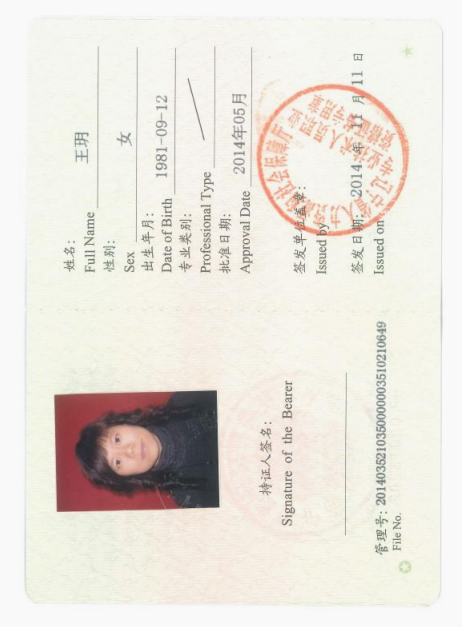 持证人签名:
Signature of the Bearer
管理号: 2014035210350000003510210649
File No.
姓名: 王玥
Full Name
性别: 女
Sex
出生年月: 1981-09-12
Date of Birth
专业类别:
Professional Type
批准日期: 2014年05月
Approval Date
签发单位盖章:
Issued by
签发日期: 2014 年 11 月 11 日
Issued on